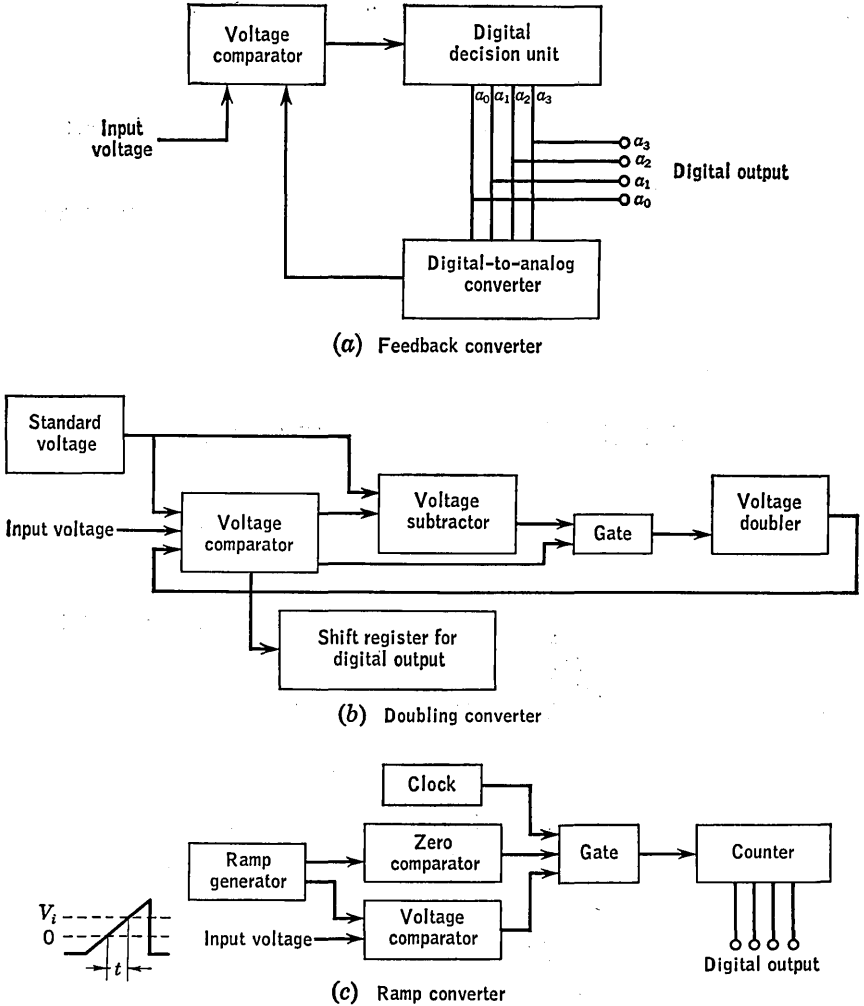 Voltage
comparator
Digital
decision unit
a₀ a₁ a₂ a₃
Input
voltage
a₃
a₂
a₁
a₀
Digital output
Digital-to-analog
converter
(a) Feedback converter
Standard
voltage
Input voltage
Voltage
comparator
Voltage
subtractor
Gate
Voltage
doubler
Shift register for
digital output
(b) Doubling converter
Clock
Ramp
generator
Zero
comparator
Gate
Counter
Vᵢ
0
t
Input voltage
Voltage
comparator
Digital output
(c) Ramp converter